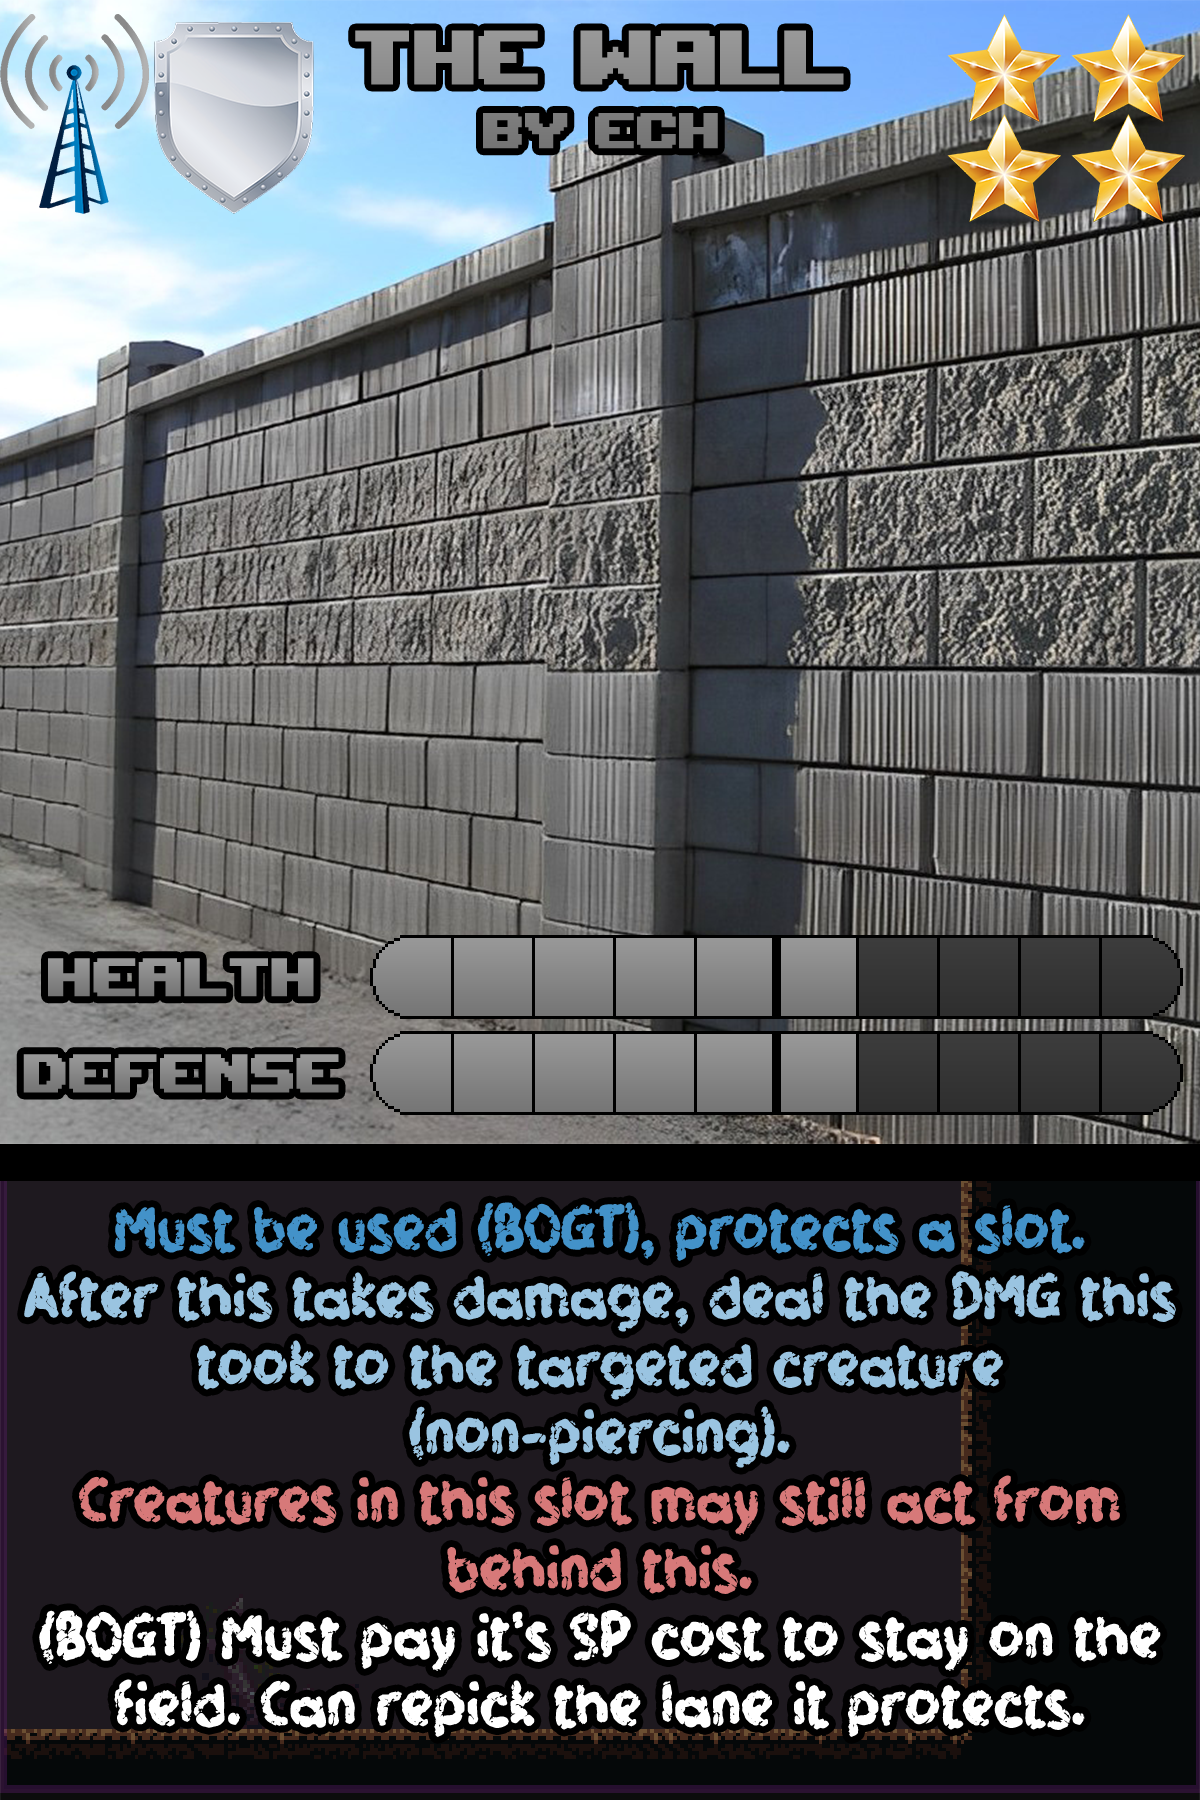 THE WALL
BY ECH
HEALTH
DEFENSE
Must be used (BOGT), protects a slot.
After this takes damage, deal the DMG this
took to the targeted creature
(non-piercing).
Creatures in this slot may still act from
behind this.
(BOGT) Must pay it's SP cost to stay on the
field. Can repick the lane it protects.